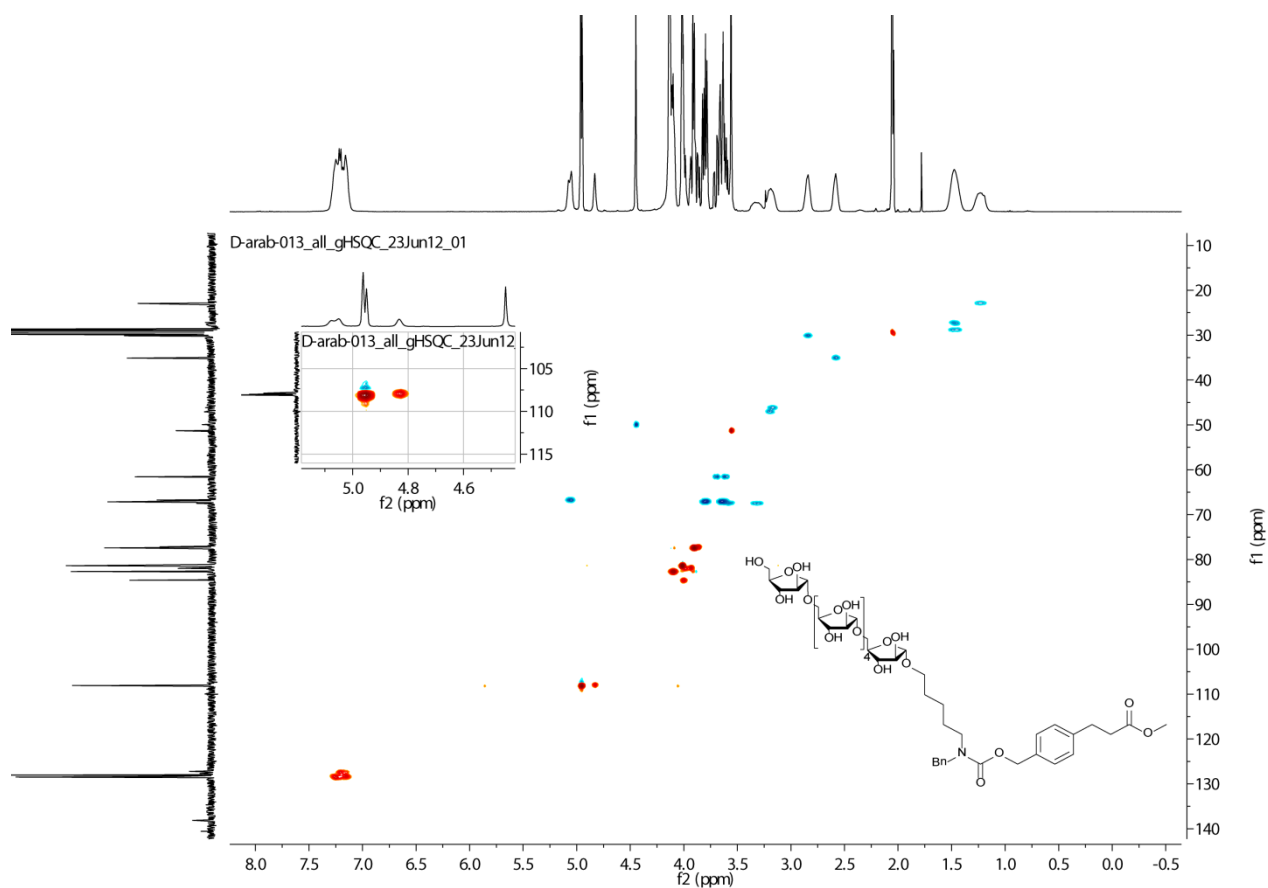 D-arab-013_all_gHSQC_23Jun12_01
D-arab-013_all_gHSQC_23Jun12
105
110
115
f1 (ppm)
5.0 4.8 4.6
f2 (ppm)
10
20
30
40
50
60
70
80
90
100
110
120
130
140
f1 (ppm)
HO
O OH
OH
O
O OH
OH
O
4
O OH
OH
O
Bn
N
O
O
O
O
8.0 7.5 7.0 6.5 6.0 5.5 5.0 4.5 4.0 3.5 3.0 2.5 2.0 1.5 1.0 0.5 0.0 -0.5
f2 (ppm)